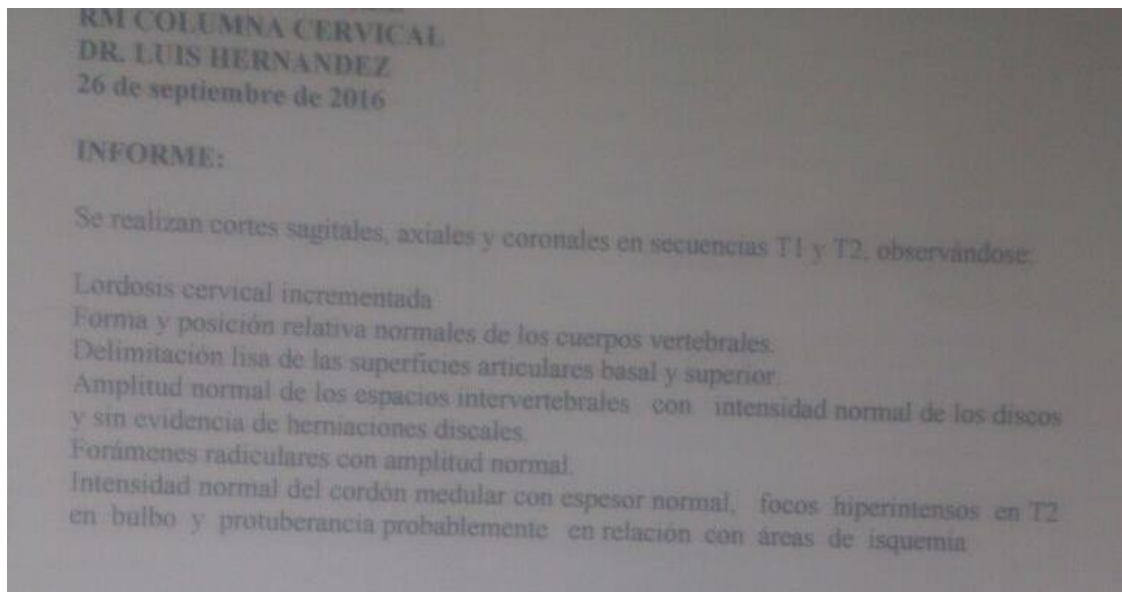 RM COLUMNA CERVICAL
DR. LUIS HERNANDEZ
26 de septiembre de 2016
INFORME:
Se realizan cortes sagitales, axiales y coronales en secuencias T1 y T2, observándose:
Lordosis cervical incrementada
Forma y posición relativa normales de los cuerpos vertebrales.
Delimitación lisa de las superficies articulares basal y superior.
Amplitud normal de los espacios intervertebrales con intensidad normal de los discos
y sin evidencia de herniaciones discales.
Forámenes radiculares con amplitud normal.
Intensidad normal del cordón medular con espesor normal, focos hiperintensos en T2
en bulbo y protuberancia probablemente en relación con áreas de isquemia